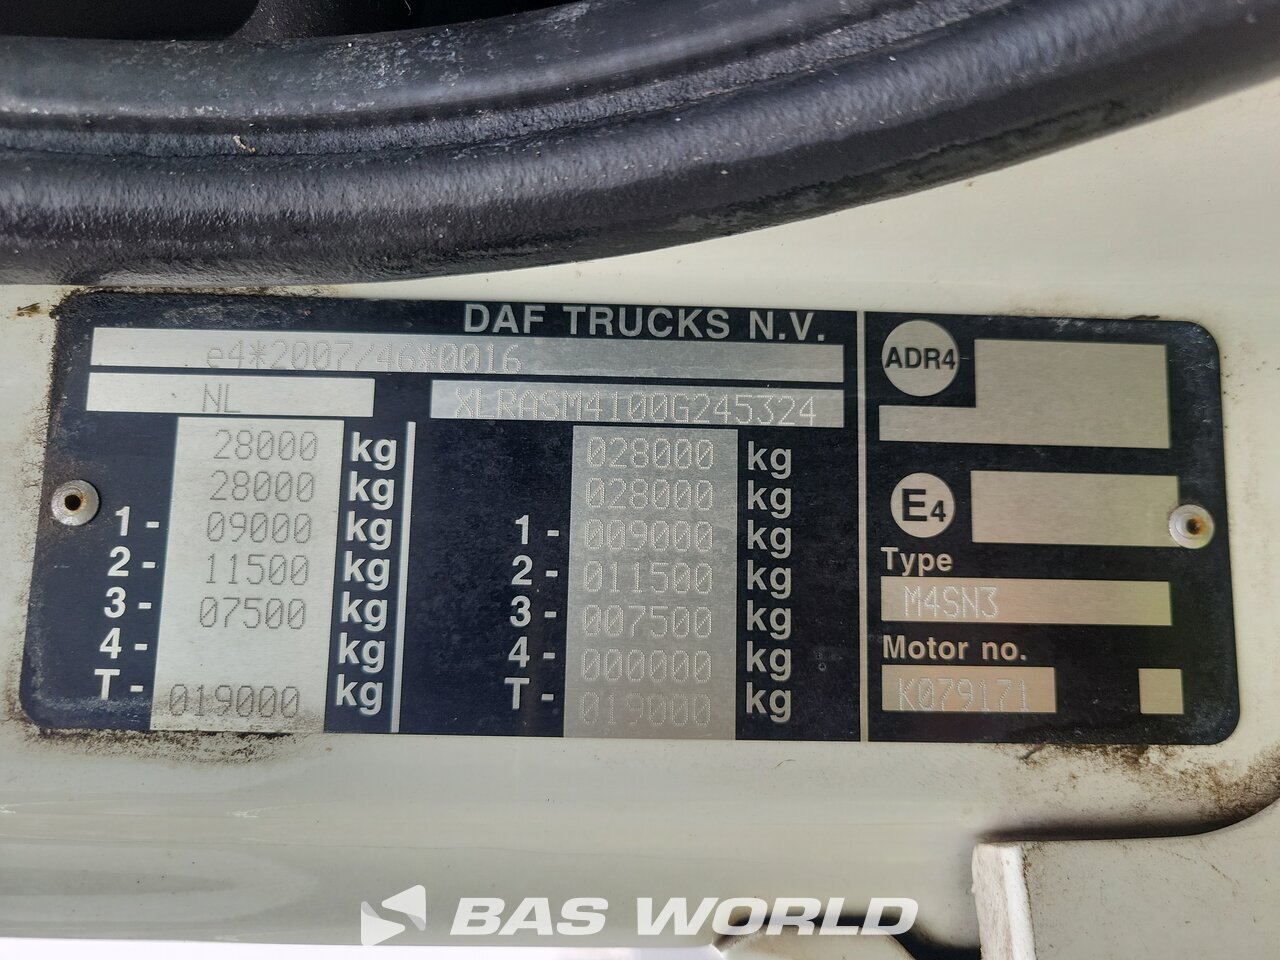 DAF TRUCKS N.V.
e4*2007/46*0016
NL
XLRASM4100G245324
28000 kg
28000 kg
1- 09000 kg
2- 11500 kg
3- 07500 kg
4- kg
T- 019000 kg
028000 kg
028000 kg
1- 009000 kg
2- 011500 kg
3- 007500 kg
4- 000000 kg
T- 019000 kg
ADR4
E4
Type
M4SN3
Motor no.
K079171
BAS WORLD